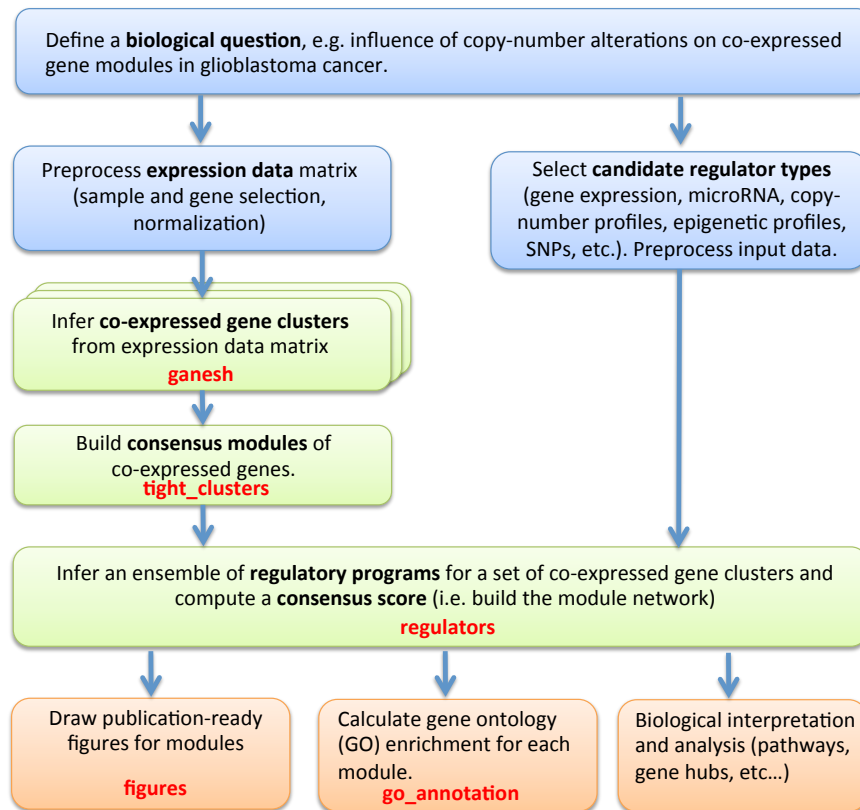 Define a biological question, e.g. influence of copy-number alterations on co-expressed
gene modules in glioblastoma cancer.
Preprocess expression data matrix
(sample and gene selection,
normalization)
Select candidate regulator types
(gene expression, microRNA, copy-
number profiles, epigenetic profiles,
SNPs, etc.). Preprocess input data.
Infer co-expressed gene clusters
from expression data matrix
ganesh
Build consensus modules of
co-expressed genes.
tight_clusters
Infer an ensemble of regulatory programs for a set of co-expressed gene clusters and
compute a consensus score (i.e. build the module network)
regulators
Draw publication-ready
figures for modules
figures
Calculate gene ontology
(GO) enrichment for each
module.
go_annotation
Biological interpretation
and analysis (pathways,
gene hubs, etc...)